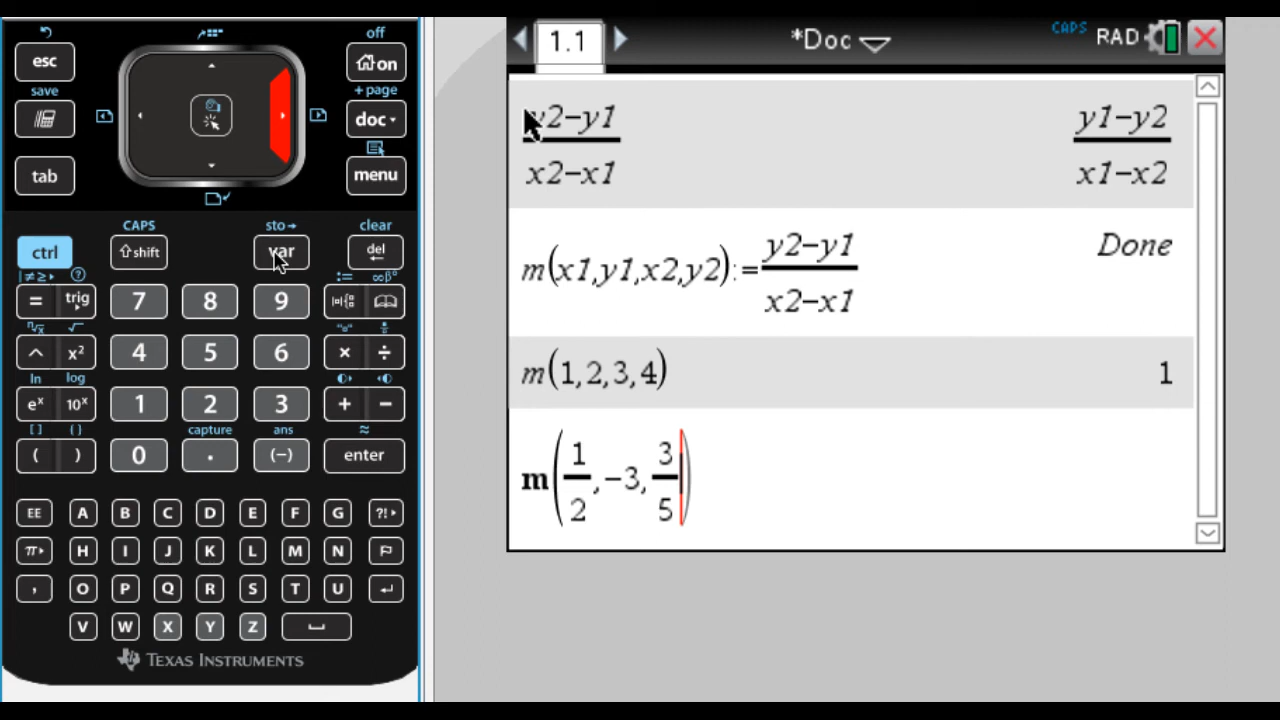 off
esc
on
save
+ page
doc
tab
menu
CAPS
sto→
clear
ctrl
⇧shift
var
del
|≠≥▸ ?
:= ∞β°
= trig
7 8 9
|▫|{▫
ⁿ√x √
"▫"
^ x²
4 5 6
× ÷
ln log
eˣ 10ˣ
1 2 3
+ −
[ ] { }
capture
ans
≈
( )
0 . (−)
enter
EE A B C D E F G ?!▸
π▸ H I J K L M N
, O P Q R S T U ↵
V W X Y Z
TEXAS INSTRUMENTS
1.1 *Doc CAPS RAD
y2−y1 y1−y2
x2−x1 x1−x2
m(x1,y1,x2,y2):= y2−y1 Done
x2−x1
m(1,2,3,4) 1
m(1/2,−3,3/5)